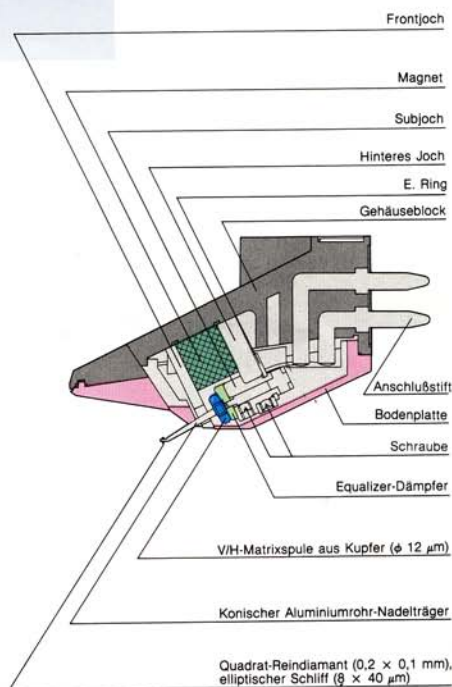 Frontjoch
Magnet
Subjoch
Hinteres Joch
E. Ring
Gehäuseblock
Anschlußstift
Bodenplatte
Schraube
Equalizer-Dämpfer
V/H-Matrixspule aus Kupfer (ϕ 12 µm)
Konischer Aluminiumrohr-Nadelträger
Quadrat-Reindiamant (0,2 × 0,1 mm),
elliptischer Schliff (8 × 40 µm)